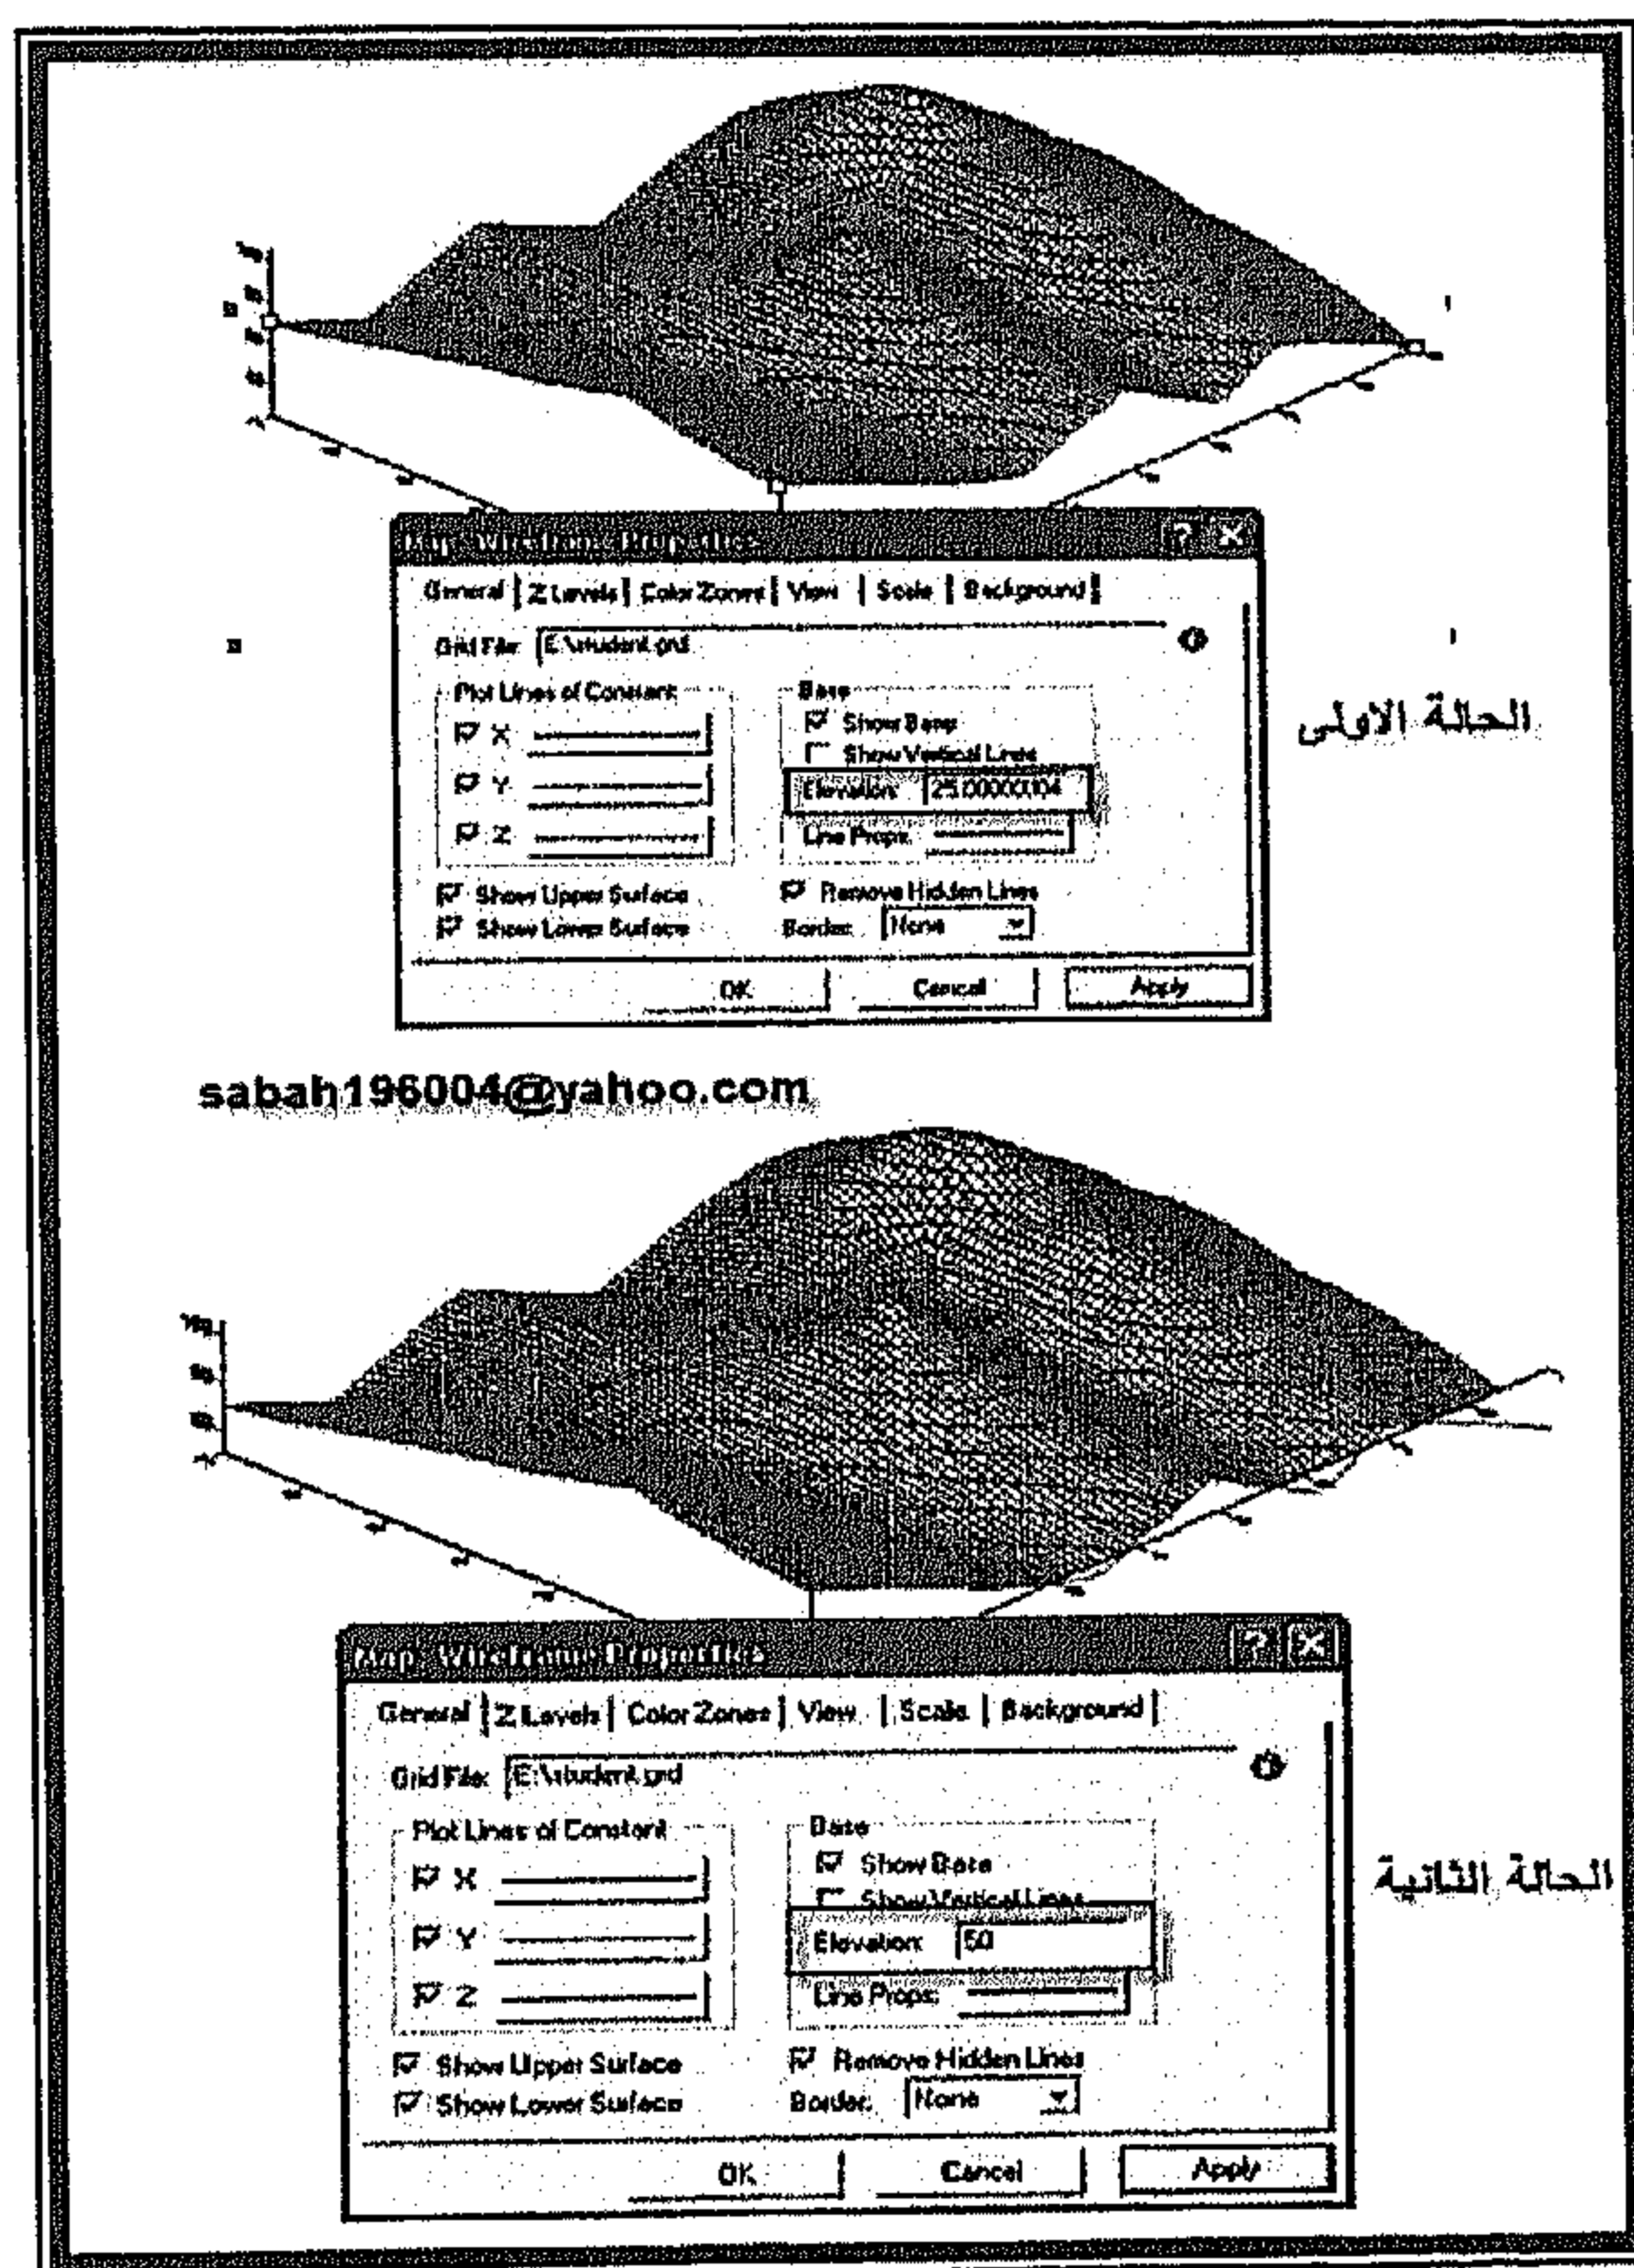 Map: Wireframe Properties ? X
General Z Levels Color Zones View Scale Background
Grid File: E:\student.grd
Plot Lines of Constant
Base
X
Show Base
Show Vertical Lines
Y
Elevation: 25.00000004
Z
Line Props:
Show Upper Surface
Remove Hidden Lines
Show Lower Surface
Border: None
OK Cancel Apply
الحالة الاولى
sabah196004@yahoo.com
Map: Wireframe Properties ? X
General Z Levels Color Zones View Scale Background
Grid File: E:\student.grd
Plot Lines of Constant
Base
X
Show Base
Show Vertical Lines
Y
Elevation: 50
Z
Line Props:
Show Upper Surface
Remove Hidden Lines
Show Lower Surface
Border: None
OK Cancel Apply
الحالة الثانية